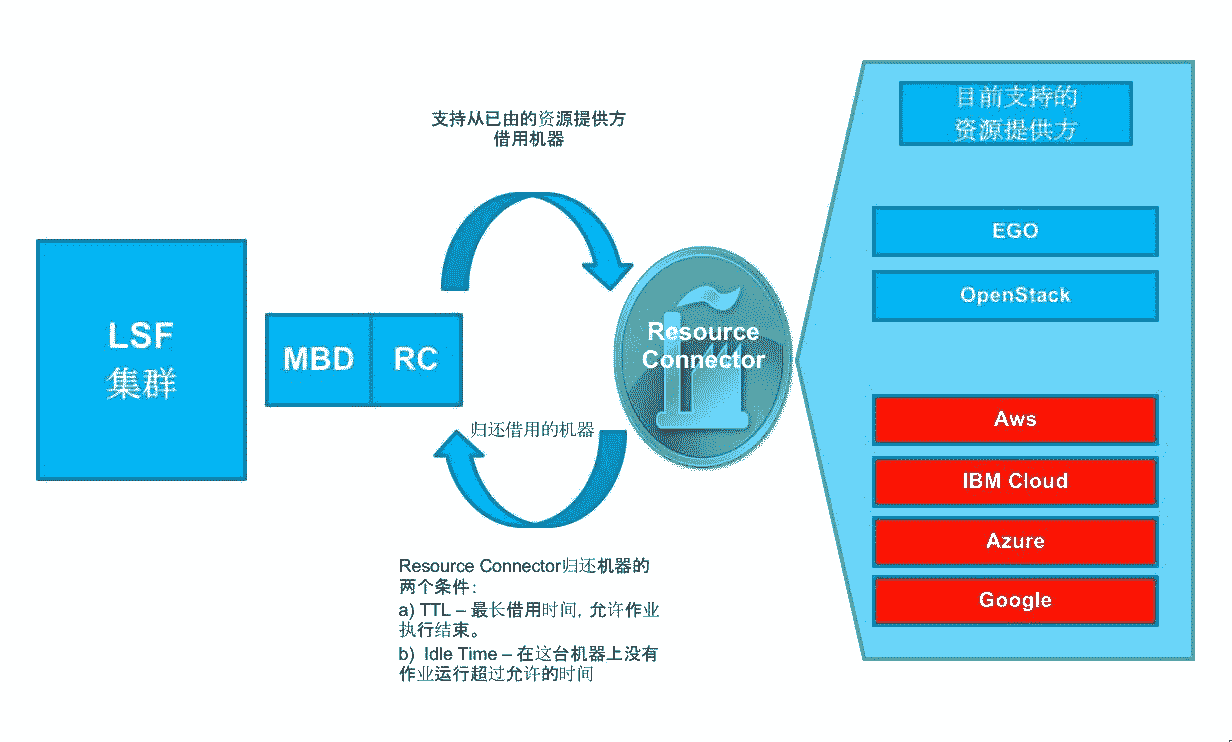 支持从已由的资源提供方
借用机器
LSF
集群
MBD
RC
归还借用的机器
Resource
Connector
Resource Connector归还机器的
两个条件:
a) TTL – 最长借用时间, 允许作业
执行结束。
b) Idle Time – 在这台机器上没有
作业运行超过允许的时间
目前支持的
资源提供方
EGO
OpenStack
Aws
IBM Cloud
Azure
Google